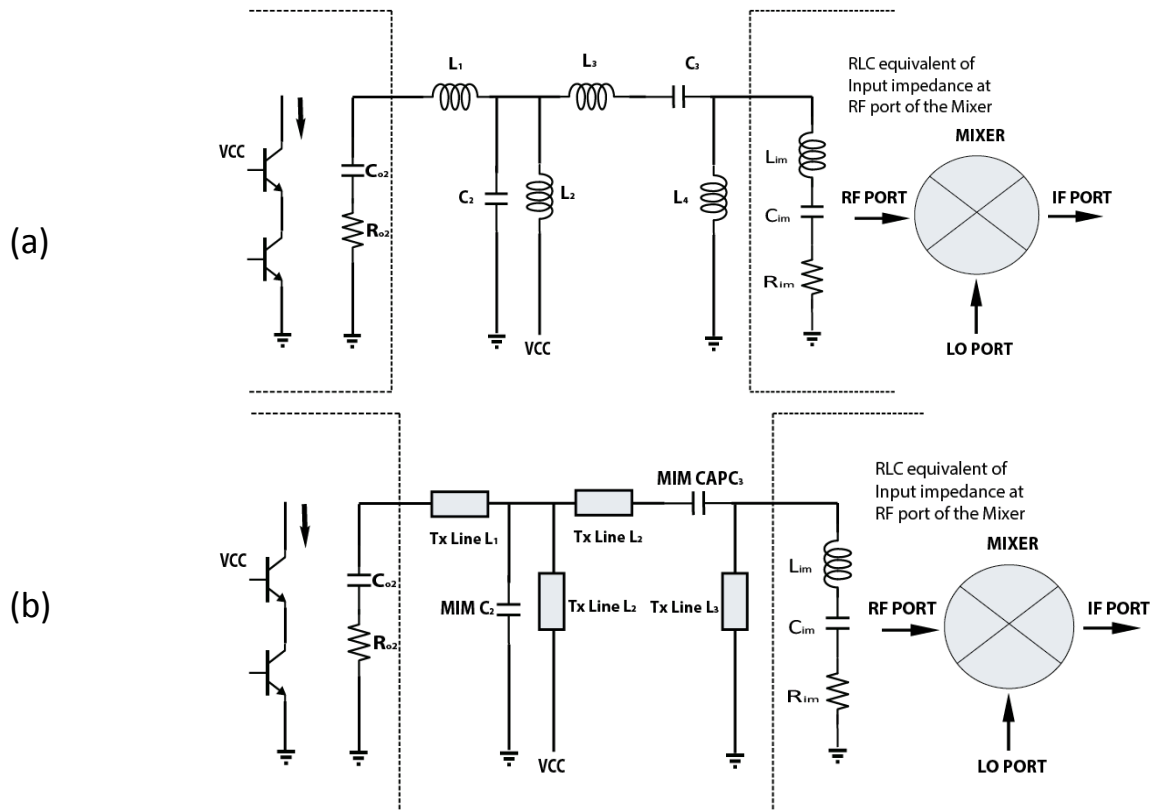 (a)
L1
L3
C3
RLC equivalent of
Input impedance at
RF port of the Mixer
MIXER
VCC
Co2
C2
L2
L4
Lim
RF PORT
IF PORT
Cim
Ro2
Rim
VCC
LO PORT
(b)
MIM CAPC3
RLC equivalent of
Input impedance at
RF port of the Mixer
MIXER
Tx Line L1
Tx Line L2
VCC
Co2
MIM C2
Tx Line L2
Tx Line L3
Lim
RF PORT
IF PORT
Cim
Ro2
Rim
VCC
LO PORT